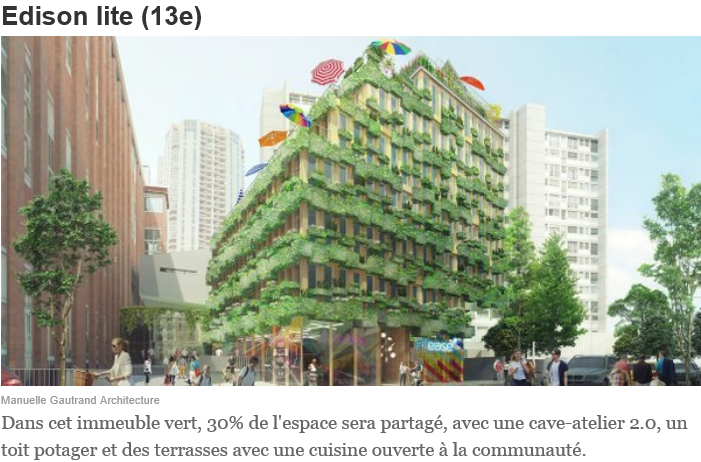 Edison lite (13e)
ease
Manuelle Gautrand Architecture
Dans cet immeuble vert, 30% de l'espace sera partagé, avec une cave-atelier 2.0, un
toit potager et des terrasses avec une cuisine ouverte à la communauté.